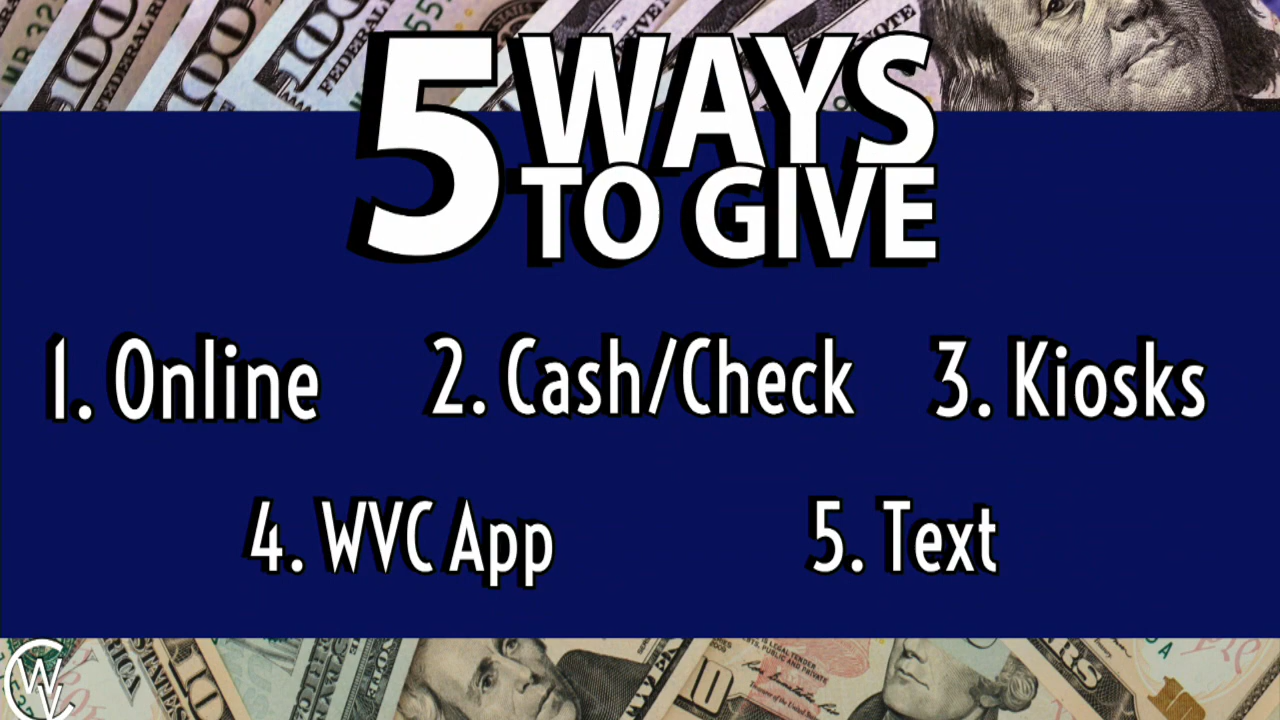 5 WAYS
TO GIVE
1. Online
2. Cash/Check
3. Kiosks
4. WVC App
5. Text